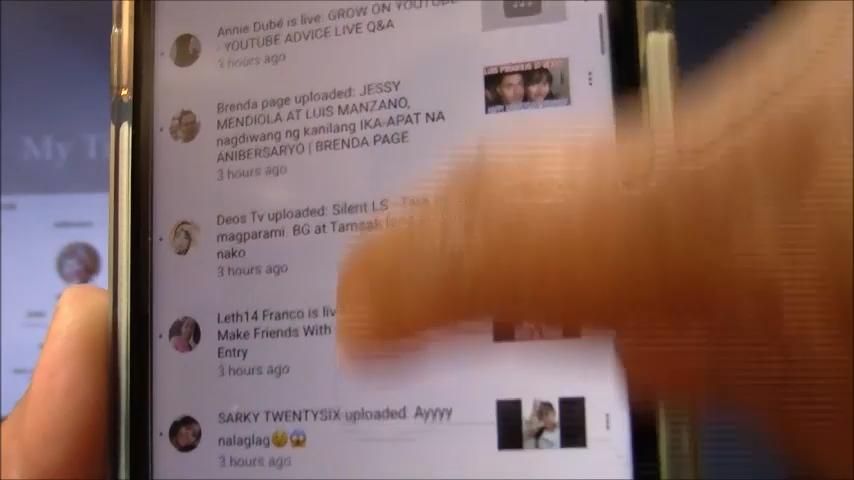 Annie Dubé is live: GROW ON YOUTUBE
- YOUTUBE ADVICE LIVE Q&A
3 hours ago
Brenda page uploaded: JESSY
MENDIOLA AT LUIS MANZANO,
nagdiwang ng kanilang IKA-APAT NA
ANIBERSARYO | BRENDA PAGE
3 hours ago
Deos Tv uploaded: Silent LS - Tara
magparami. BG at Tamsak
nako
3 hours ago
Leth14 Franco is
Make Friends With
Entry
3 hours ago
SARKY TWENTYSIX uploaded: Ayyyy
nalaglag🤢😱
3 hours ago
My